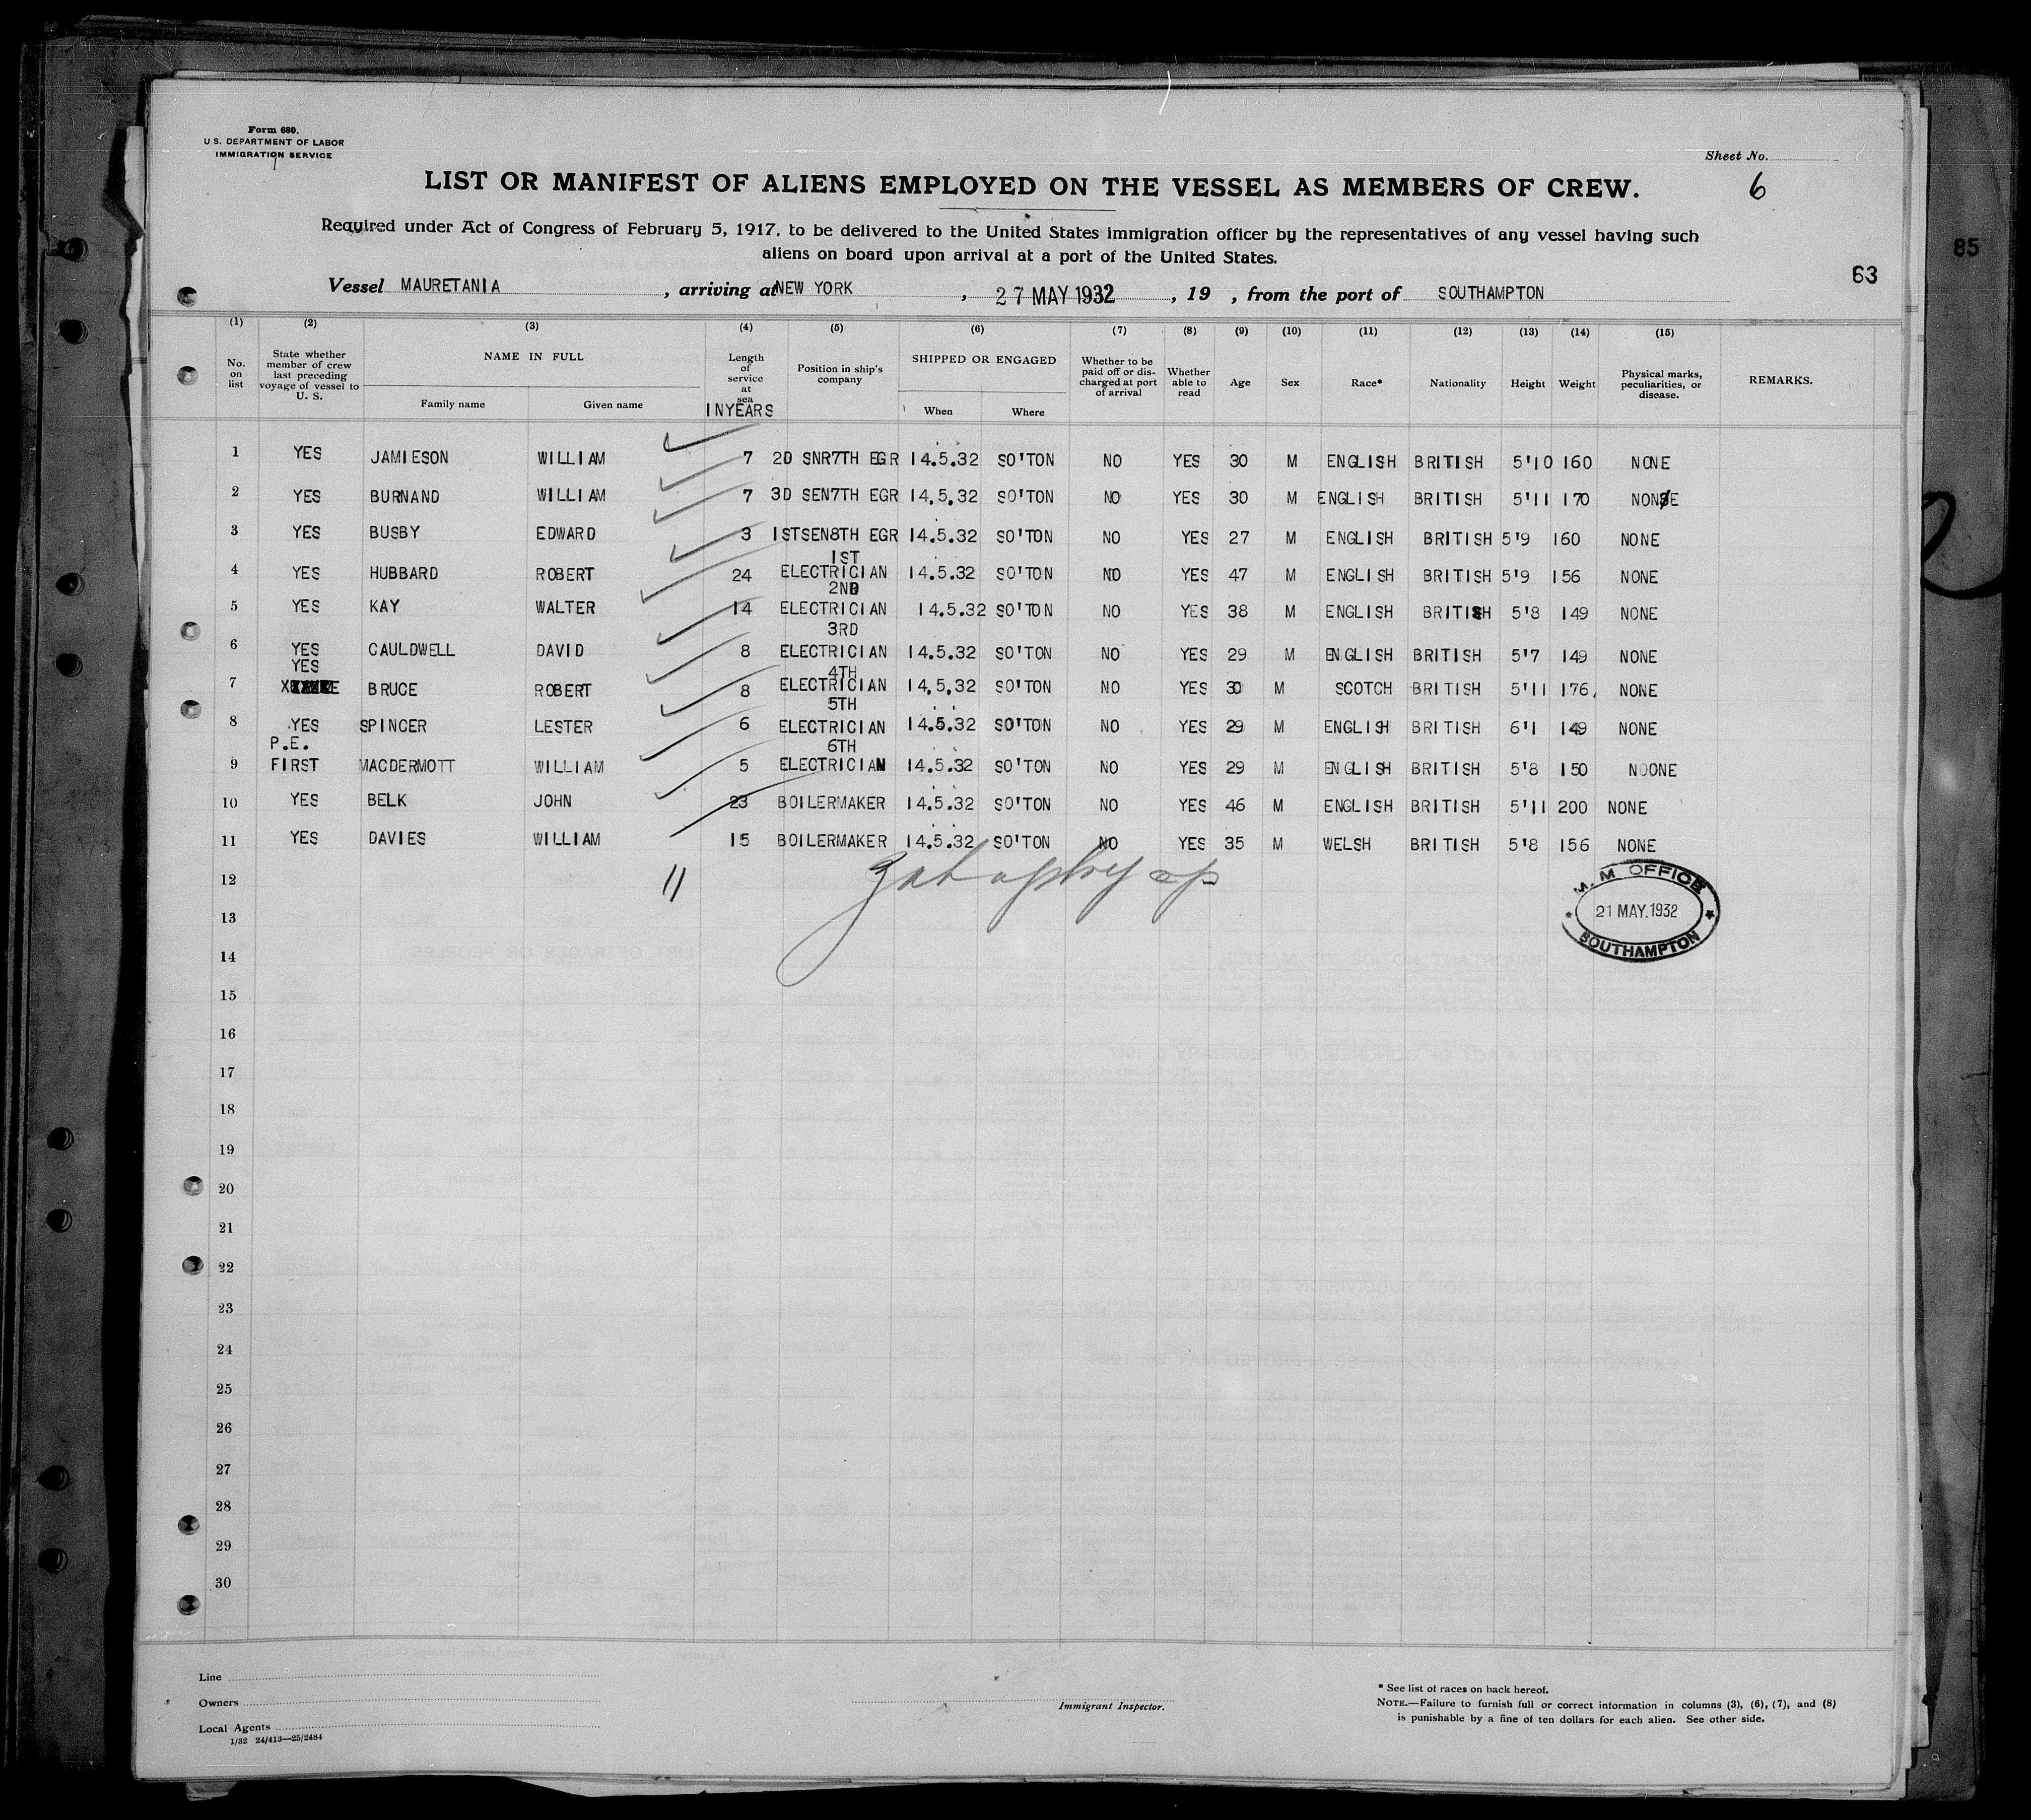 Form 680.
U. S. DEPARTMENT OF LABOR
IMMIGRATION SERVICE
Sheet No.
6
LIST OR MANIFEST OF ALIENS EMPLOYED ON THE VESSEL AS MEMBERS OF CREW.
Required under Act of Congress of February 5, 1917, to be delivered to the United States immigration officer by the representatives of any vessel having such
aliens on board upon arrival at a port of the United States.
85
63
Vessel MAURETANIA , arriving at NEW YORK , 27 MAY 1932 , 19 , from the port of SOUTHAMPTON
(1) (2) (3) (4) (5) (6) (7) (8) (9) (10) (11) (12) (13) (14) (15)
No. on list State whether member of crew last preceding voyage of vessel to U. S. NAME IN FULL Family name Given name Length of service at sea IN YEARS Position in ship's company SHIPPED OR ENGAGED When Where Whether to be paid off or discharged at port of arrival Whether able to read Age Sex Race* Nationality Height Weight Physical marks, peculiarities, or disease. REMARKS.
1 YES JAMIESON WILLIAM 7 2D SNR7TH EGR 14.5.32 SO'TON NO YES 30 M ENGLISH BRITISH 5'10 160 NONE
2 YES BURNAND WILLIAM 7 3D SEN7TH EGR 14.5.32 SO'TON NO YES 30 M ENGLISH BRITISH 5'11 170 NONE
3 YES BUSBY EDWARD 3 1STSEN8TH EGR 14.5.32 SO'TON NO YES 27 M ENGLISH BRITISH 5'9 160 NONE
4 YES HUBBARD ROBERT 24 1ST ELECTRICIAN 14.5.32 SO'TON NO YES 47 M ENGLISH BRITISH 5'9 156 NONE
5 YES KAY WALTER 14 2ND ELECTRICIAN 14.5.32 SO'TON NO YES 38 M ENGLISH BRITISH 5'8 149 NONE
6 YES CAULDWELL DAVID 8 3RD ELECTRICIAN 14.5.32 SO'TON NO YES 29 M ENGLISH BRITISH 5'7 149 NONE
7 YES BRUCE ROBERT 8 4TH ELECTRICIAN 14.5.32 SO'TON NO YES 30 M SCOTCH BRITISH 5'11 176 NONE
8 YES SPINCER LESTER 6 5TH ELECTRICIAN 14.5.32 SO'TON NO YES 29 M ENGLISH BRITISH 6'1 149 NONE
9 P.E. FIRST MACDERMOTT WILLIAM 5 6TH ELECTRICIAN 14.5.32 SO'TON NO YES 29 M ENGLISH BRITISH 5'8 150 NOONE
10 YES BELK JOHN 23 BOILERMAKER 14.5.32 SO'TON NO YES 46 M ENGLISH BRITISH 5'11 200 NONE
11 YES DAVIES WILLIAM 15 BOILERMAKER 14.5.32 SO'TON NO YES 35 M WELSH BRITISH 5'8 156 NONE
12 11
M. M OFFICE
21 MAY.1932
SOUTHAMPTON
13
14
15
16
17
18
19
20
21
22
23
24
25
26
27
28
29
30
Line
Owners
Local Agents
1/32 24/413—25/2484
Immigrant Inspector.
* See list of races on back hereof.
NOTE.—Failure to furnish full or correct information in columns (3), (6), (7), and (8)
is punishable by a fine of ten dollars for each alien. See other side.